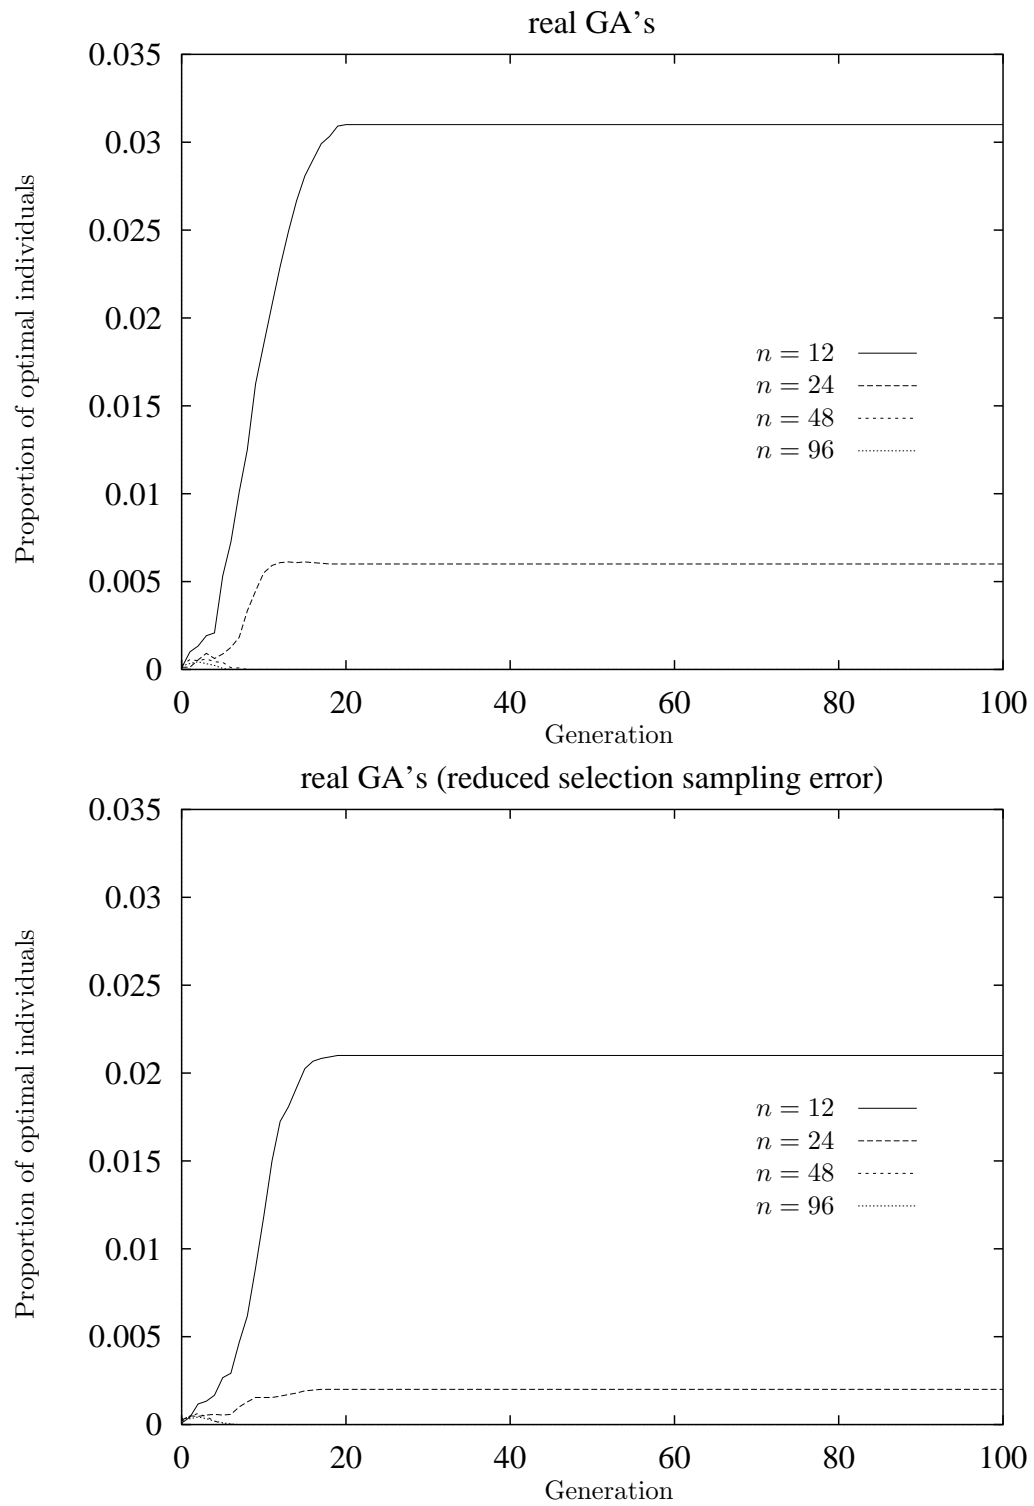 real GA's
0.035
0.03
0.025
0.02
0.015
0.01
0.005
0
Proportion of optimal individuals
n = 12
n = 24
n = 48
n = 96
0 20 40 60 80 100
Generation
real GA's (reduced selection sampling error)
0.035
0.03
0.025
0.02
0.015
0.01
0.005
0
Proportion of optimal individuals
n = 12
n = 24
n = 48
n = 96
0 20 40 60 80 100
Generation